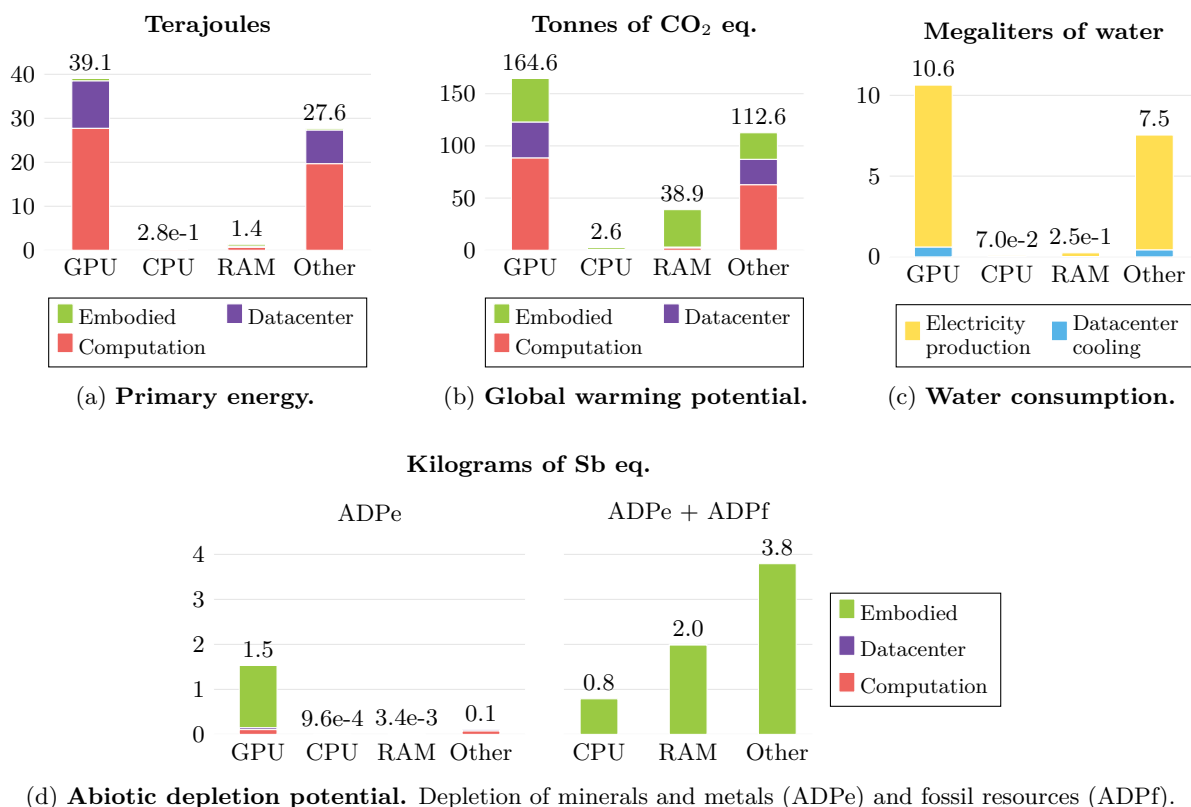 Terajoules
39.1
27.6
2.8e-1
1.4
40
30
20
10
0
GPU CPU RAM Other
Embodied Datacenter
Computation
(a) Primary energy.
Tonnes of CO₂ eq.
164.6
112.6
38.9
2.6
150
100
50
0
GPU CPU RAM Other
Embodied Datacenter
Computation
(b) Global warming potential.
Megaliters of water
10.6
7.5
7.0e-2 2.5e-1
10
5
0
GPU CPU RAM Other
Electricity Datacenter
production cooling
(c) Water consumption.
Kilograms of Sb eq.
ADPe
4
3
2
1
0
1.5
9.6e-4 3.4e-3 0.1
GPU CPU RAM Other
ADPe + ADPf
3.8
2.0
0.8
CPU RAM Other
Embodied
Datacenter
Computation
(d) Abiotic depletion potential. Depletion of minerals and metals (ADPe) and fossil resources (ADPf).